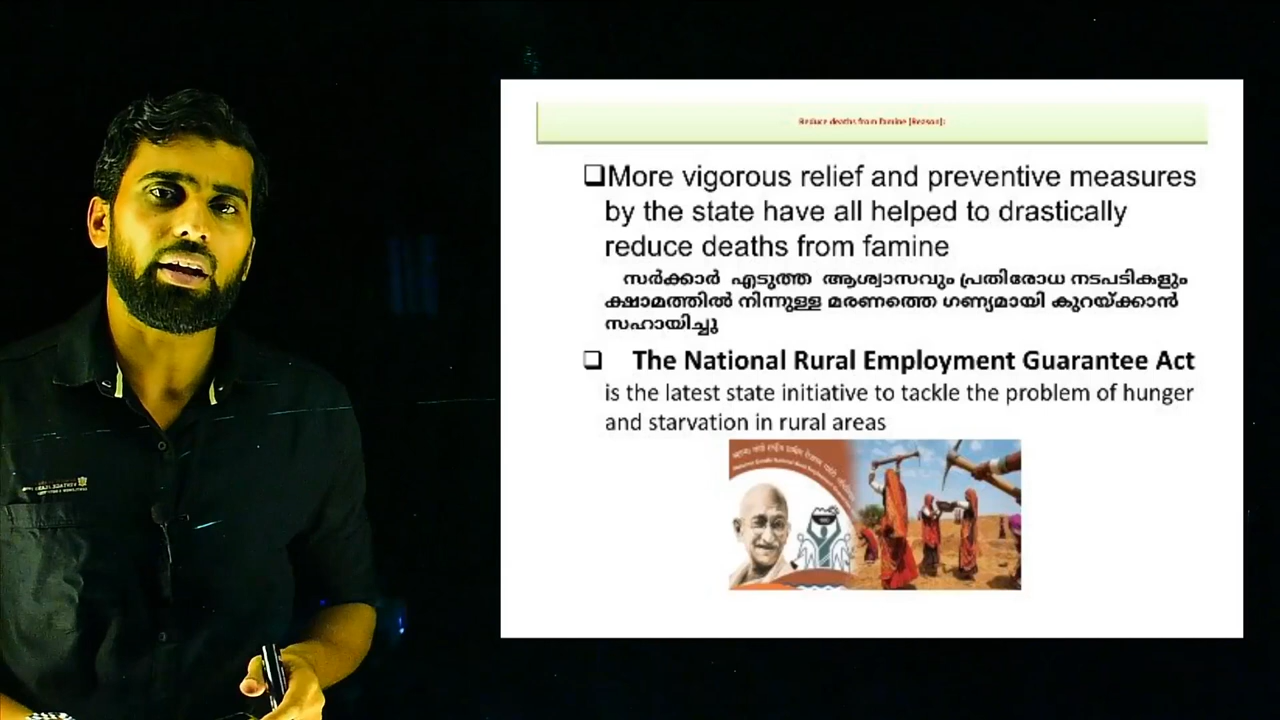 Reduce deaths from famine [Reason]:
❑More vigorous relief and preventive measures
by the state have all helped to drastically
reduce deaths from famine
സർക്കാർ എടുത്ത ആശ്വാസവും പ്രതിരോധ നടപടികളും
ക്ഷാമത്തിൽ നിന്നുള്ള മരണത്തെ ഗണ്യമായി കുറയ്ക്കാൻ
സഹായിച്ചു
❑ The National Rural Employment Guarantee Act
is the latest state initiative to tackle the problem of hunger
and starvation in rural areas